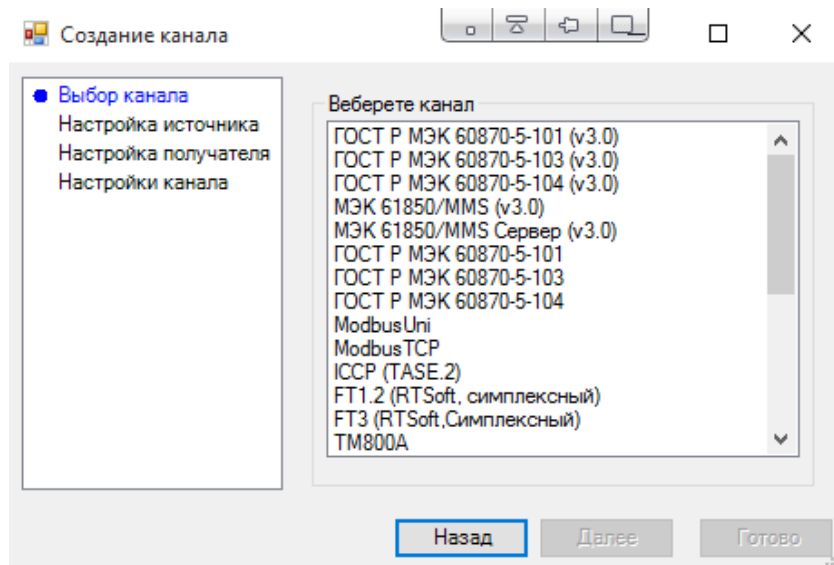 Создание канала
Выбор канала
Настройка источника
Настройка получателя
Настройки канала
Веберете канал
ГОСТ Р МЭК 60870-5-101 (v3.0)
ГОСТ Р МЭК 60870-5-103 (v3.0)
ГОСТ Р МЭК 60870-5-104 (v3.0)
МЭК 61850/MMS (v3.0)
МЭК 61850/MMS Сервер (v3.0)
ГОСТ Р МЭК 60870-5-101
ГОСТ Р МЭК 60870-5-103
ГОСТ Р МЭК 60870-5-104
ModbusUni
ModbusTCP
ICCP (TASE.2)
FT1.2 (RTSoft, симплексный)
FT3 (RTSoft,Симплексный)
TM800A
Назад
Далее
Готово